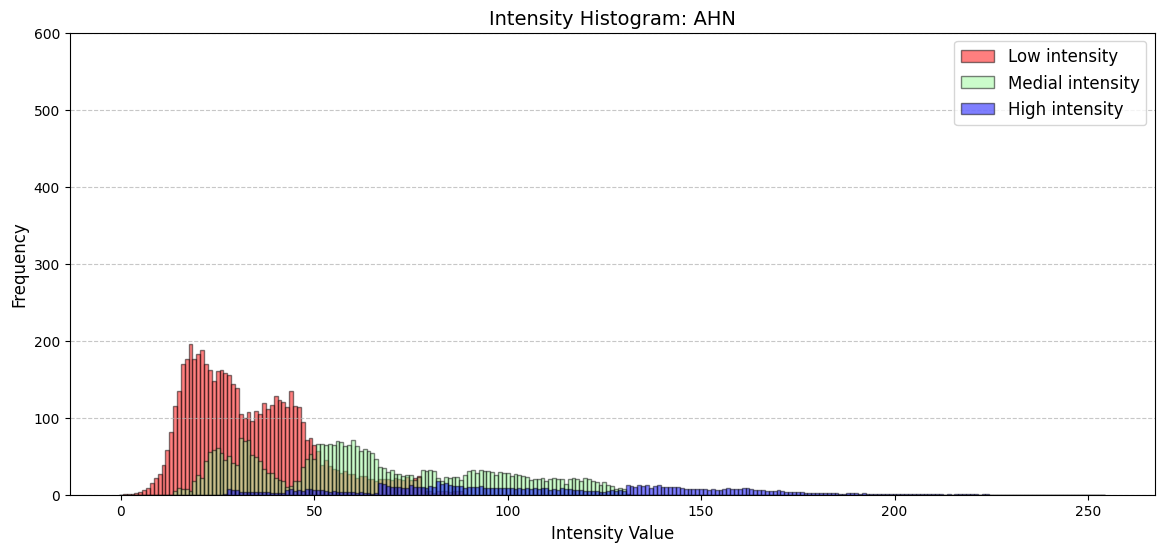 Intensity Histogram: AHN
Low intensity
Medial intensity
High intensity
Frequency
600
500
400
300
200
100
0
0 50 100 150 200 250
Intensity Value